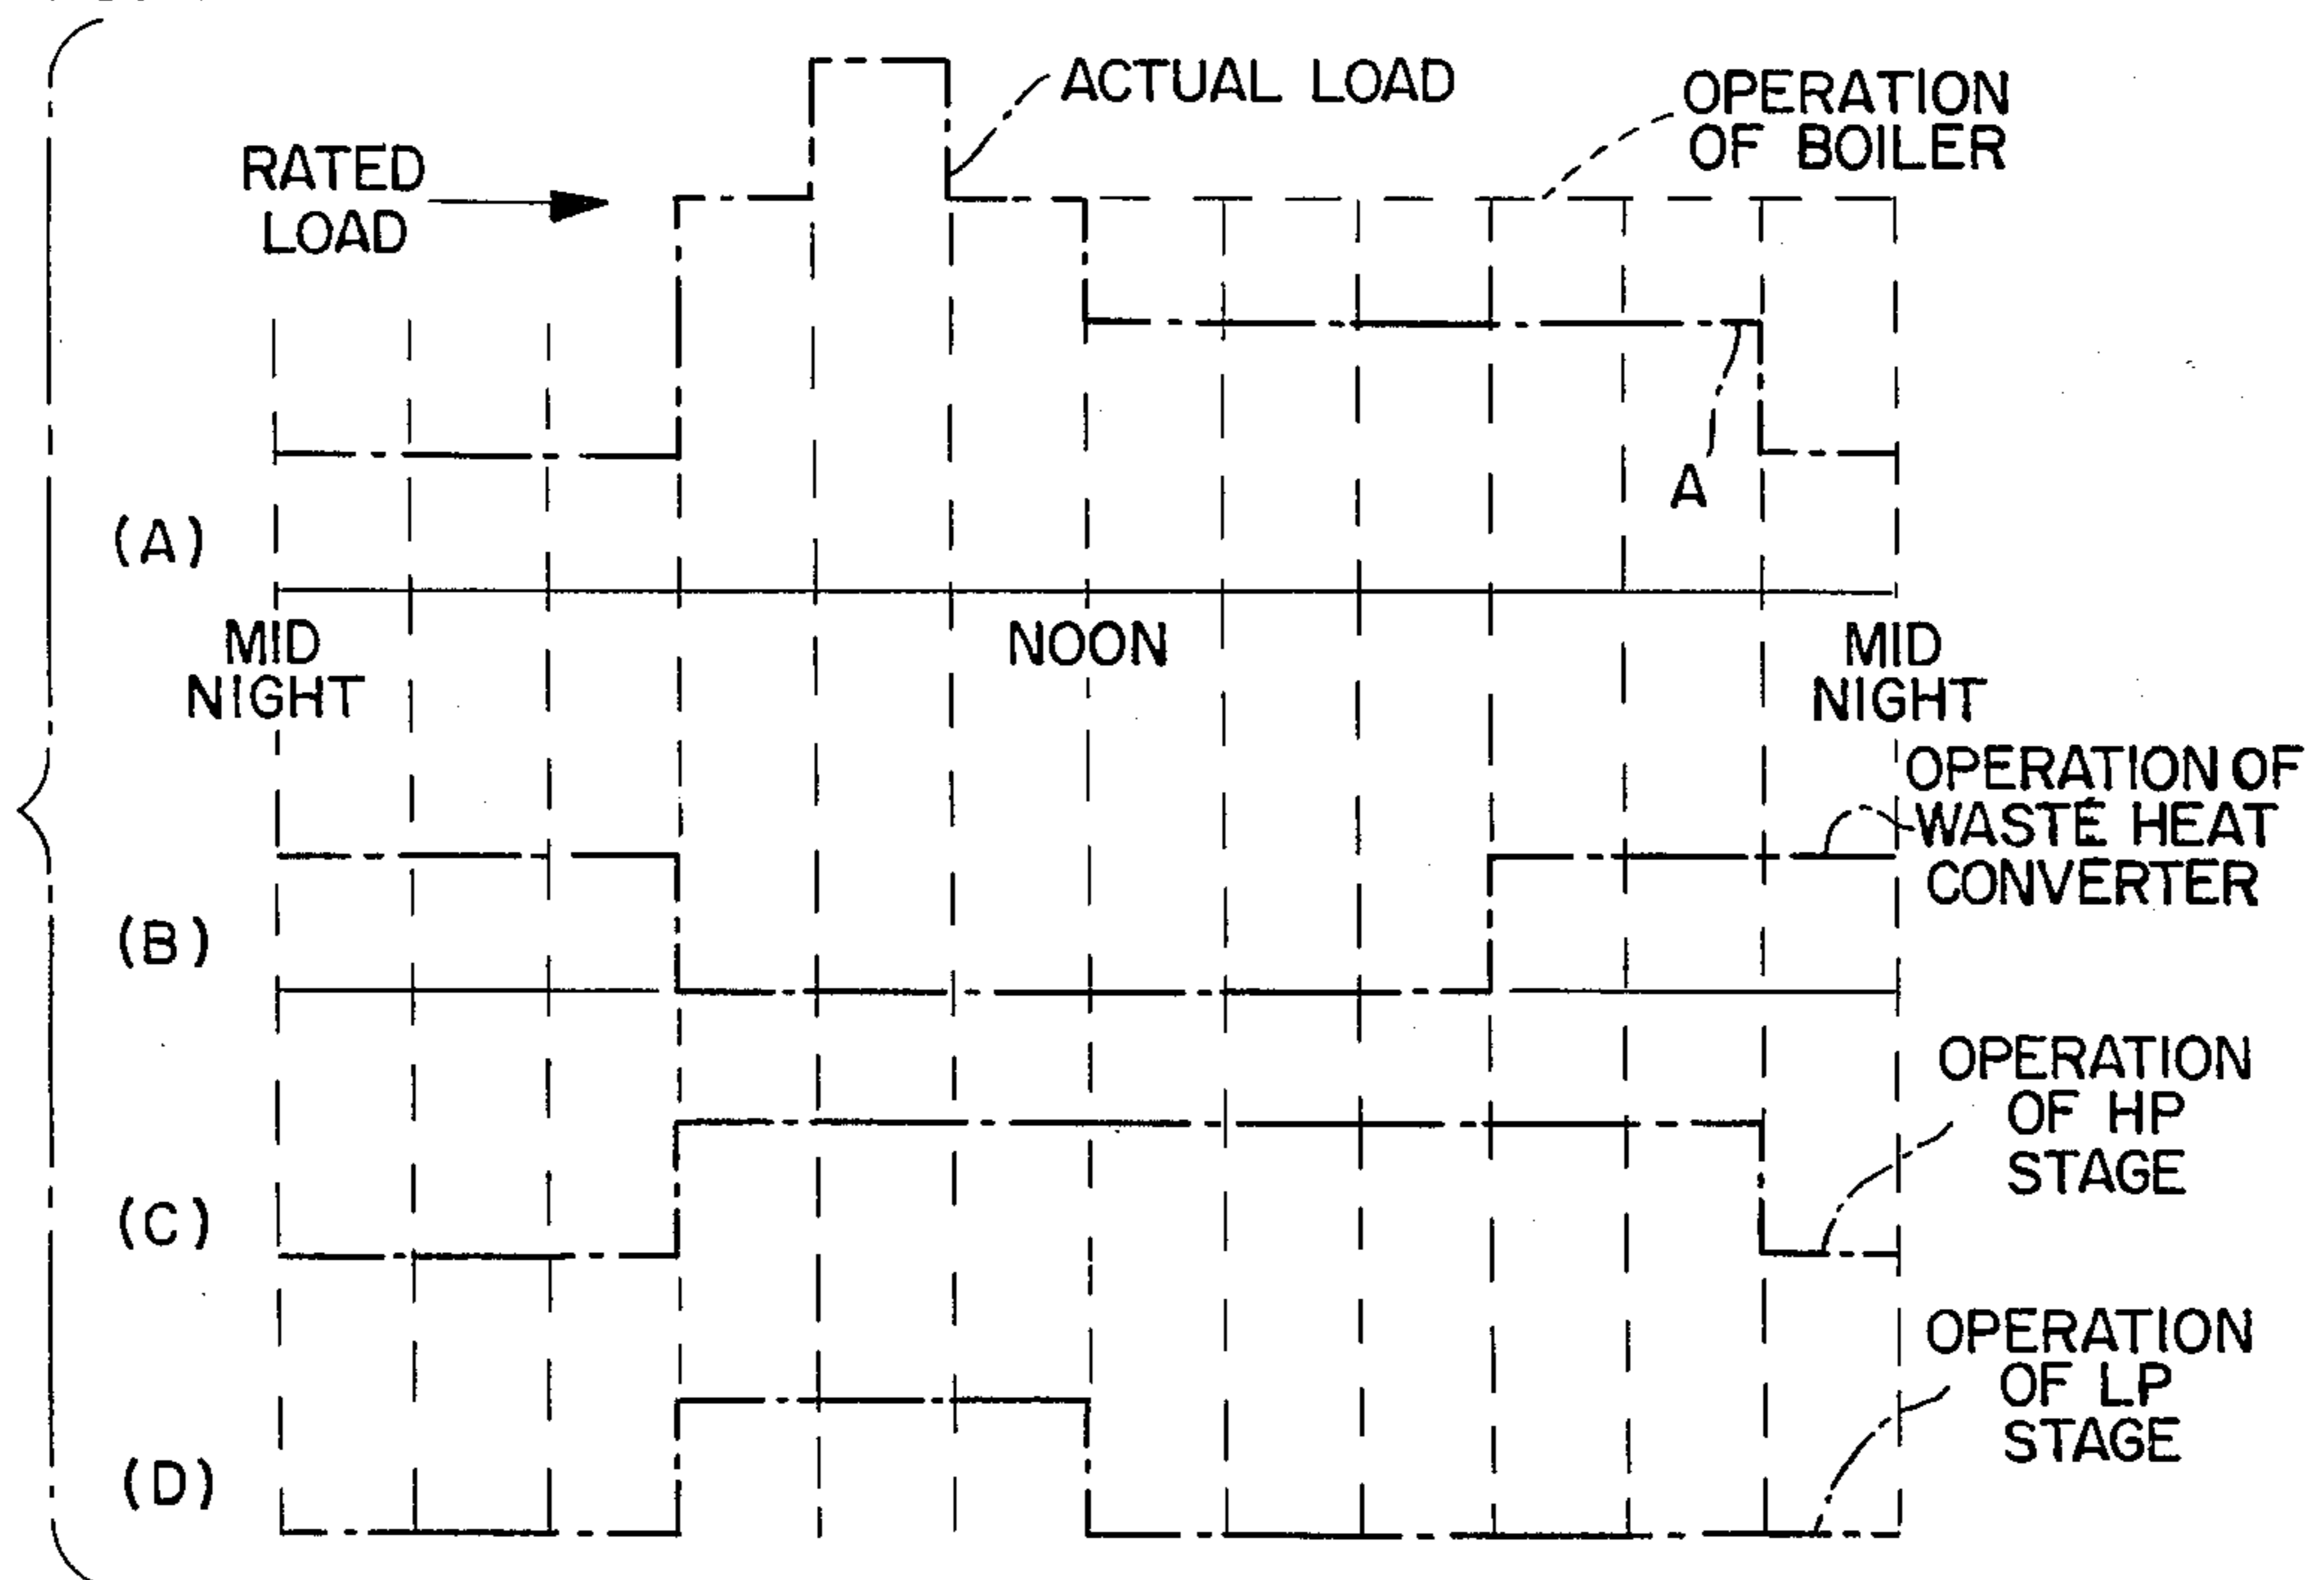 ACTUAL LOAD
OPERATION
OF BOILER
RATED
LOAD
A
(A)
MID
NIGHT
NOON
MID
NIGHT
OPERATION OF
WASTE HEAT
CONVERTER
(B)
OPERATION
OF HP
STAGE
(C)
OPERATION
OF LP
STAGE
(D)